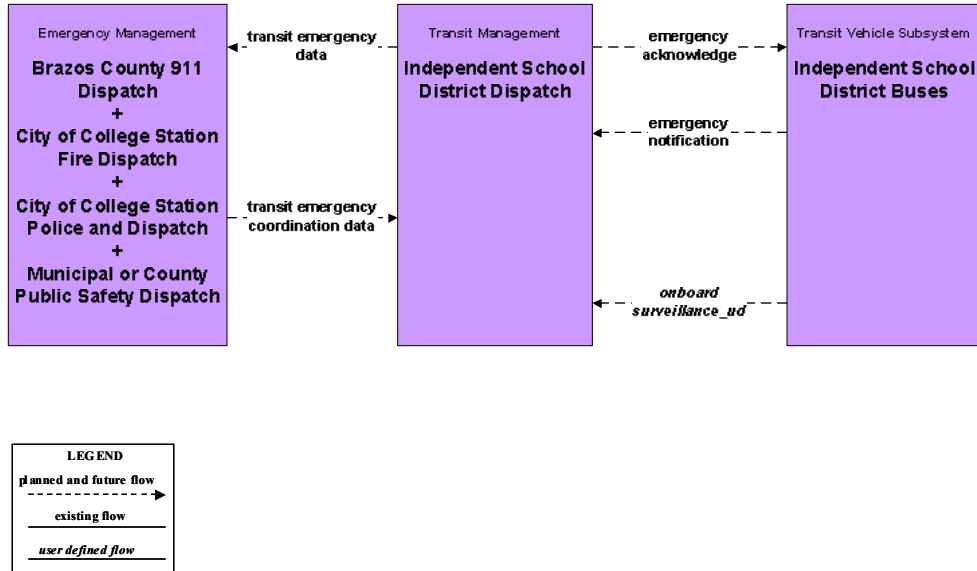 Emergency Management
Brazos County 911
Dispatch
+
City of College Station
Fire Dispatch
+
City of College Station
Police and Dispatch
+
Municipal or County
Public Safety Dispatch
transit emergency
data
transit emergency
coordination data
Transit Management
Independent School
District Dispatch
emergency
acknowledge
emergency
notification
onboard
surveillance_ud
Transit Vehicle Subsystem
Independent School
District Buses
LEGEND
planned and future flow
existing flow
user defined flow